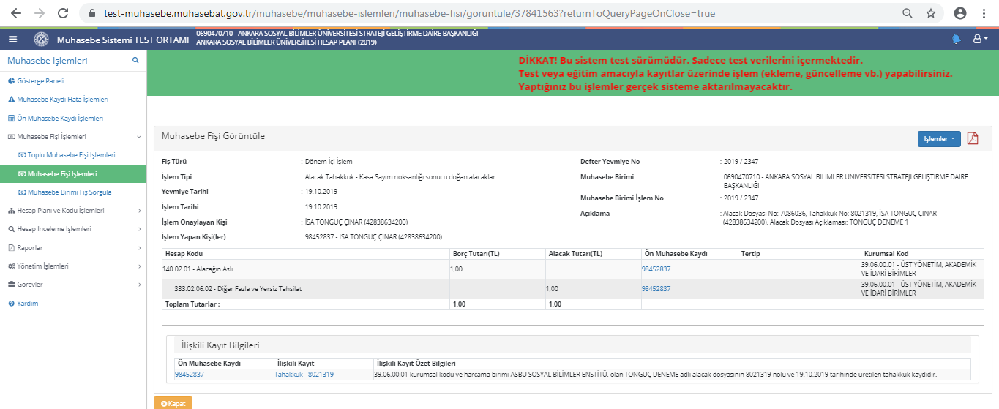 test-muhasebe.muhasebat.gov.tr/muhasebe/muhasebe-islemleri/muhasebe-fisi/goruntule/37841563?returnToQueryPageOnClose=true
Muhasebe Sistemi TEST ORTAMI
0690470710 - ANKARA SOSYAL BİLİMLER ÜNİVERSİTESİ STRATEJİ GELİŞTİRME DAİRE BAŞKANLIĞI
ANKARA SOSYAL BİLİMLER ÜNİVERSİTESİ HESAP PLANI (2019)
DİKKAT! Bu sistem test sürümüdür. Sadece test verilerini içermektedir.
Test veya eğitim amacıyla kayıtlar üzerinde işlem (ekleme, güncelleme vb.) yapabilirsiniz.
Yaptığınız bu işlemler gerçek sisteme aktarılmayacaktır.
Muhasebe İşlemleri
Gösterge Paneli
Muhasebe Kaydı Hata İşlemleri
Ön Muhasebe Kaydı İşlemleri
Muhasebe Fişi İşlemleri
Toplu Muhasebe Fişi İşlemleri
Muhasebe Fişi İşlemleri
Muhasebe Birimi Fiş Sorgula
Hesap Planı ve Kodu İşlemleri
Hesap İnceleme İşlemleri
Raporlar
Yönetim İşlemleri
Görevler
Yardım
Muhasebe Fişi Görüntüle
İşlemler
Fiş Türü : Dönem İçi İşlem
İşlem Tipi : Alacak Tahakkuk - Kasa Sayım noksanlığı sonucu doğan alacaklar
Yevmiye Tarihi : 19.10.2019
İşlem Tarihi : 19.10.2019
İşlem Onaylayan Kişi : İSA TONGUÇ ÇINAR (42838634200)
İşlem Yapan Kişi(ler) : 98452837 - İSA TONGUÇ ÇINAR (42838634200)
Defter Yevmiye No : 2019 / 2347
Muhasebe Birimi : 0690470710 - ANKARA SOSYAL BİLİMLER ÜNİVERSİTESİ STRATEJİ GELİŞTİRME DAİRE
BAŞKANLIĞI
Muhasebe Birimi İşlem No : 2019 / 2347
Açıklama : Alacak Dosyası No: 7086036, Tahakkuk No: 8021319, İSA TONGUÇ ÇINAR
(42838634200), Alacak Dosyası Açıklaması: TONGUÇ DENEME 1
Hesap Kodu Borç Tutarı(TL) Alacak Tutarı(TL) Ön Muhasebe Kaydı Tertip Kurumsal Kod
140.02.01 - Alacağın Aslı 1,00 98452837 39.06.00.01 - ÜST YÖNETİM, AKADEMİK
VE İDARİ BİRİMLER
333.02.06.02 - Diğer Fazla ve Yersiz Tahsilat 1,00 98452837 39.06.00.01 - ÜST YÖNETİM, AKADEMİK
VE İDARİ BİRİMLER
Toplam Tutarlar : 1,00 1,00
İlişkili Kayıt Bilgileri
Ön Muhasebe Kaydı İlişkili Kayıt İlişkili Kayıt Özet Bilgileri
98452837 Tahakkuk - 8021319 39.06.00.01 kurumsal kodu ve harcama birimi ASBU SOSYAL BİLİMLER ENSTİTÜ. olan TONGUÇ DENEME adlı alacak dosyasının 8021319 nolu ve 19.10.2019 tarihinde üretilen tahakkuk kaydıdır.
Kapat